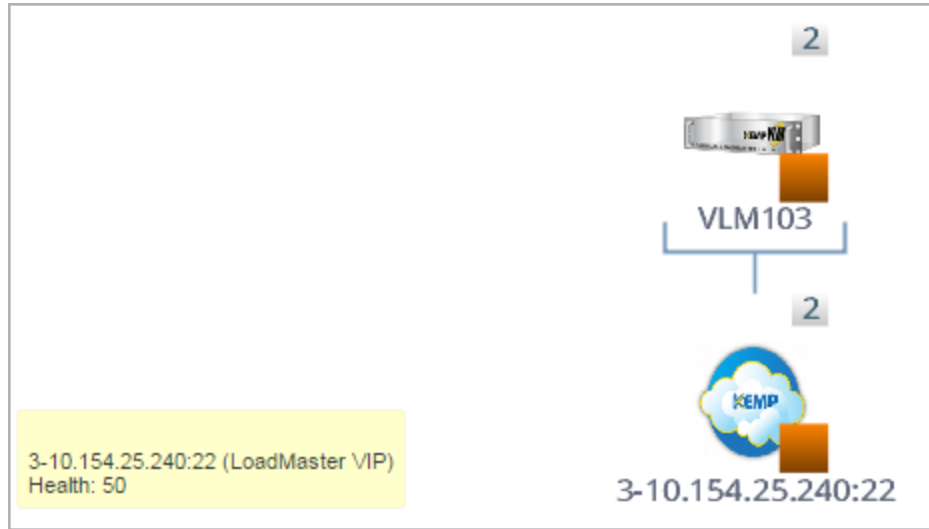 2
VLM103
2
KEMP
3-10.154.25.240:22
3-10.154.25.240:22 (LoadMaster VIP)
Health: 50